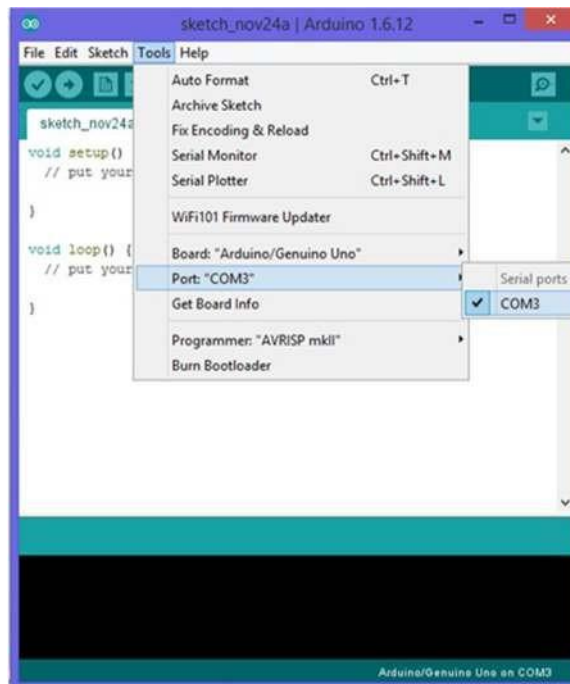 sketch_nov24a | Arduino 1.6.12
File Edit Sketch Tools Help
sketch_nov24a
void setup()
// put your
}
void loop() {
// put your
}
Auto Format Ctrl+T
Archive Sketch
Fix Encoding & Reload
Serial Monitor Ctrl+Shift+M
Serial Plotter Ctrl+Shift+L
WiFi101 Firmware Updater
Board: "Arduino/Genuino Uno"
Port: "COM3"
Get Board Info
Programmer: "AVRISP mkII"
Burn Bootloader
Serial ports
COM3
Arduino/Genuino Uno on COM3